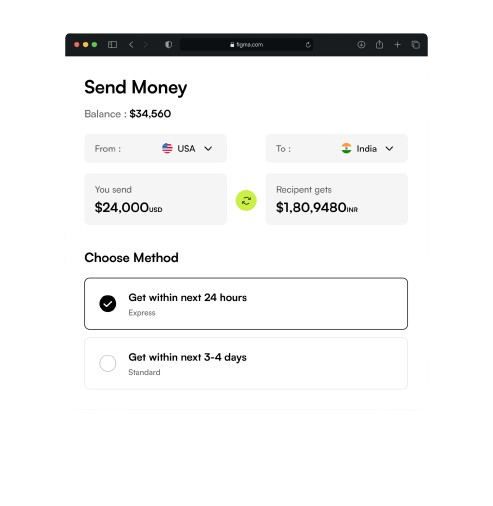 figma.com
Send Money
Balance : $34,560
From : USA
To : India
You send
$24,000USD
Recipent gets
$1,80,9480INR
Choose Method
Get within next 24 hours
Express
Get within next 3-4 days
Standard